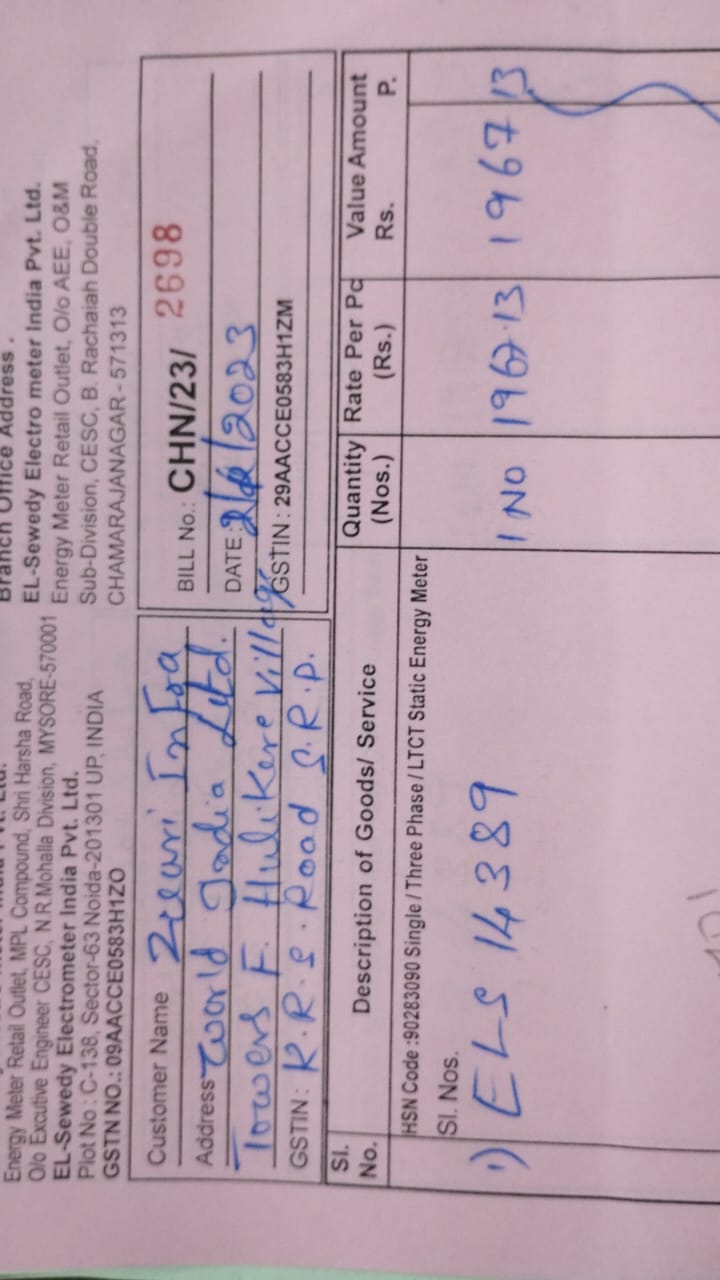 Energy Meter Retail Outlet, MPL Compound, Shri Harsha Road,
O/o Excutive Engineer CESC, N.R.Mohalla Division, MYSORE-570001
EL-Sewedy Electrometer India Pvt. Ltd.
Plot No : C-138, Sector-63 Noida-201301 UP, INDIA
GSTN NO.: 09AACCE0583H1ZO
Branch Office Address .
EL-Sewedy Electro meter India Pvt. Ltd.
Energy Meter Retail Outlet, O/o AEE, O&M
Sub-Division, CESC, B. Rachaiah Double Road,
CHAMARAJANAGAR - 571313
Customer Name Zuari Infra
Address World India Ltd.
Towers F. Hulikere Village
GSTIN : K.R.S. Road S.R.P.
BILL No.: CHN/23/ 2698
DATE : /2023
GSTIN : 29AACCE0583H1ZM
Sl. No. Description of Goods/ Service Quantity (Nos.) Rate Per Pc (Rs.) Value Amount Rs. P.
HSN Code :90283090 Single / Three Phase / LTCT Static Energy Meter
Sl. Nos.
1) ELS 14389 1 No 1967.13 1967 13